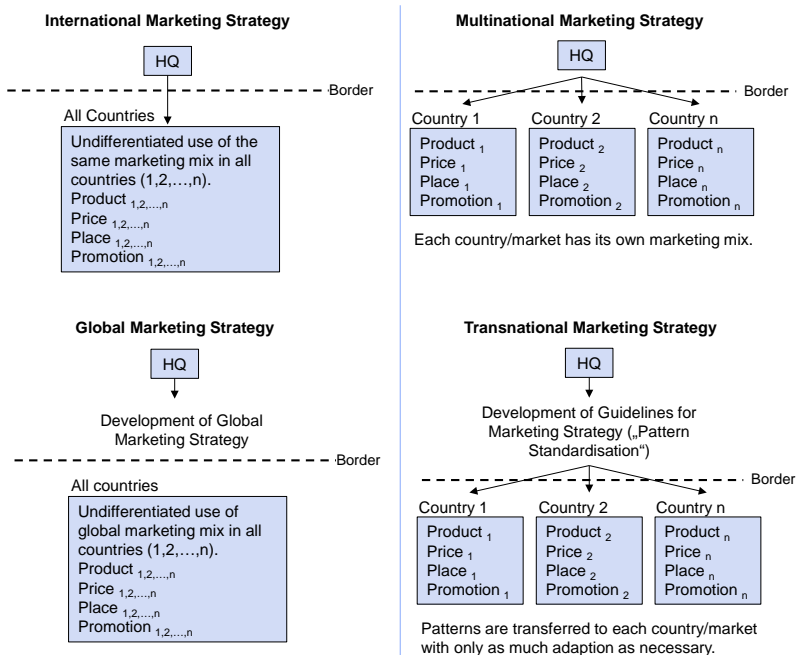 International Marketing Strategy
HQ
Border
All Countries
Undifferentiated use of the
same marketing mix in all
countries (1,2,…,n).
Product 1,2,…,n
Price 1,2,…,n
Place 1,2,…,n
Promotion 1,2,…,n
Multinational Marketing Strategy
HQ
Border
Country 1
Product 1
Price 1
Place 1
Promotion 1
Country 2
Product 2
Price 2
Place 2
Promotion 2
Country n
Product n
Price n
Place n
Promotion n
Each country/market has its own marketing mix.
Global Marketing Strategy
HQ
Development of Global
Marketing Strategy
Border
All countries
Undifferentiated use of
global marketing mix in all
countries (1,2,…,n).
Product 1,2,…,n
Price 1,2,…,n
Place 1,2,…,n
Promotion 1,2,…,n
Transnational Marketing Strategy
HQ
Development of Guidelines for
Marketing Strategy („Pattern
Standardisation“)
Border
Country 1
Product 1
Price 1
Place 1
Promotion 1
Country 2
Product 2
Price 2
Place 2
Promotion 2
Country n
Product n
Price n
Place n
Promotion n
Patterns are transferred to each country/market
with only as much adaption as necessary.